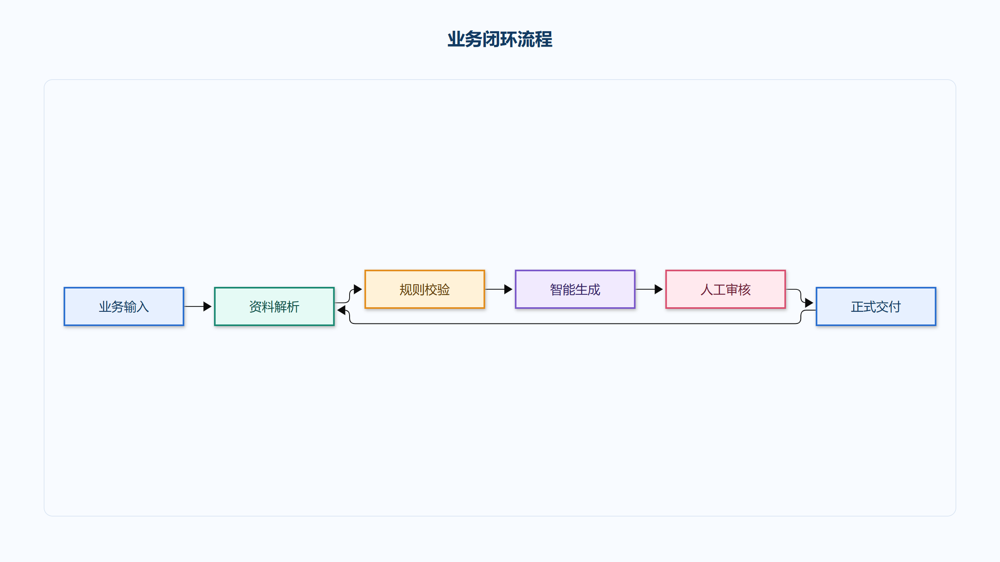 业务闭环流程
业务输入
资料解析
规则校验
智能生成
人工审核
正式交付